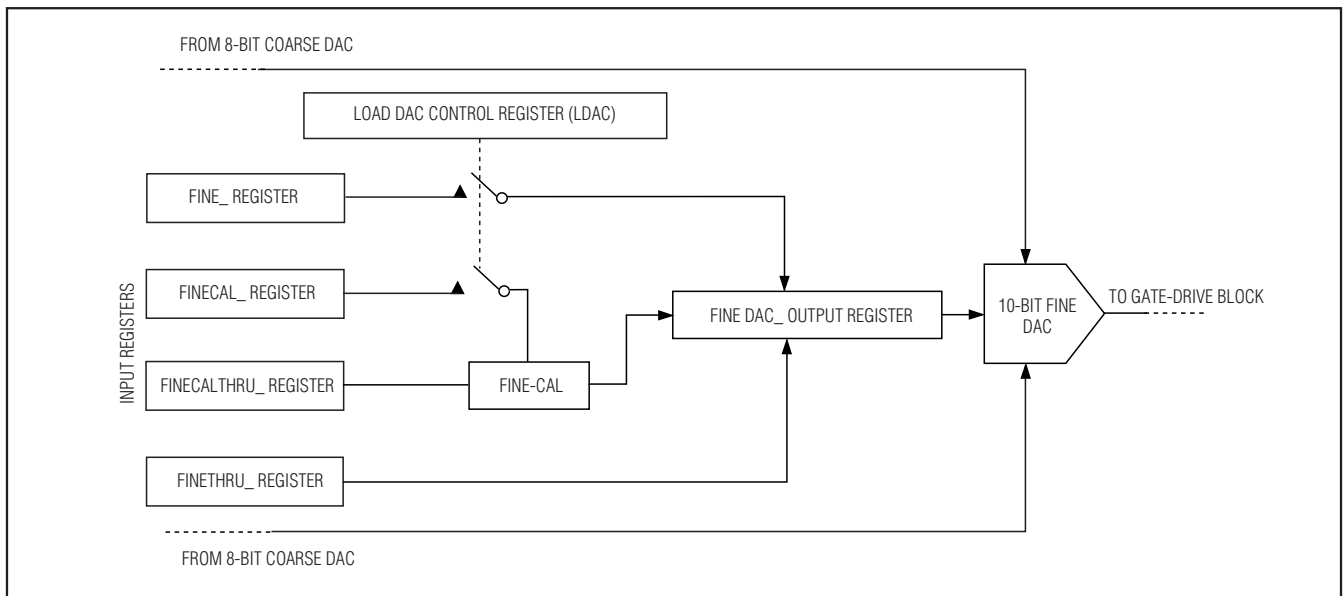 FROM 8-BIT COARSE DAC
LOAD DAC CONTROL REGISTER (LDAC)
FINE_ REGISTER
INPUT REGISTERS
FINECAL_ REGISTER
FINECALTHRU_ REGISTER
FINE-CAL
FINETHRU_ REGISTER
FINE DAC_ OUTPUT REGISTER
10-BIT FINE
DAC
TO GATE-DRIVE BLOCK
FROM 8-BIT COARSE DAC